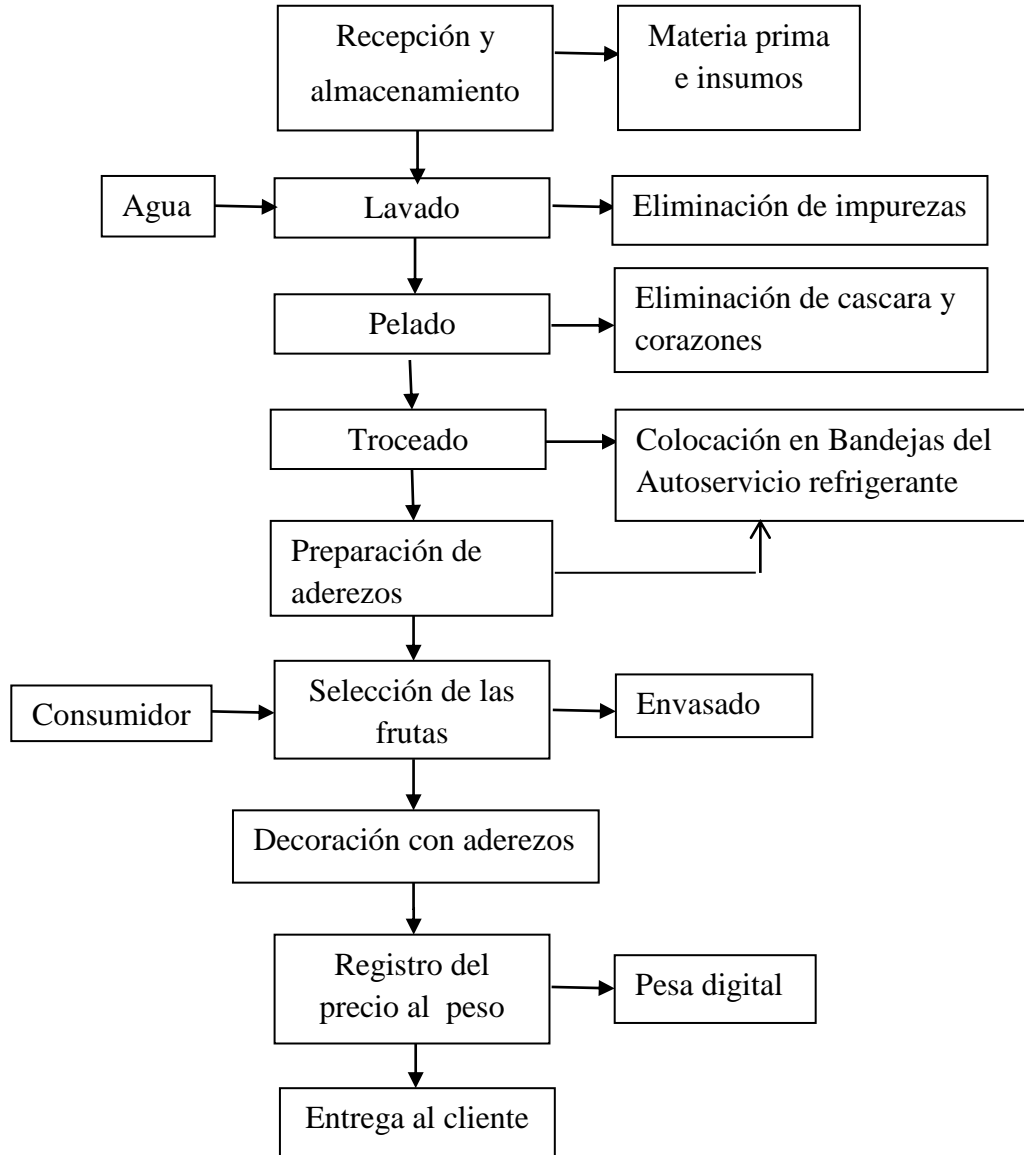 Recepción y
almacenamiento
Materia prima
e insumos
Agua
Lavado
Eliminación de impurezas
Pelado
Eliminación de cascara y
corazones
Troceado
Colocación en Bandejas del
Autoservicio refrigerante
Preparación de
aderezos
Consumidor
Selección de las
frutas
Envasado
Decoración con aderezos
Registro del
precio al peso
Pesa digital
Entrega al cliente